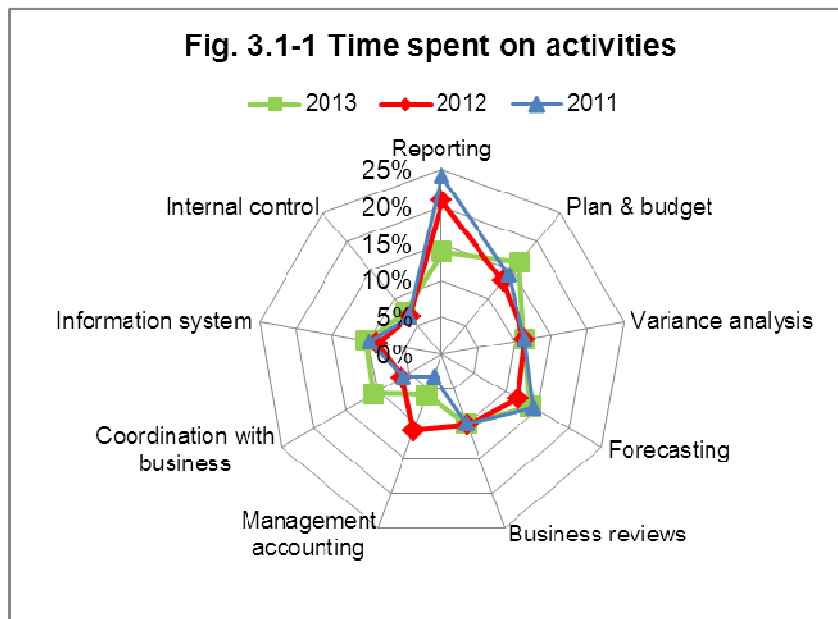 Fig. 3.1-1 Time spent on activities
2013 2012 2011
Reporting
25%
20%
15%
10%
5%
0%
Plan & budget
Variance analysis
Forecasting
Business reviews
Management
accounting
Coordination with
business
Information system
Internal control